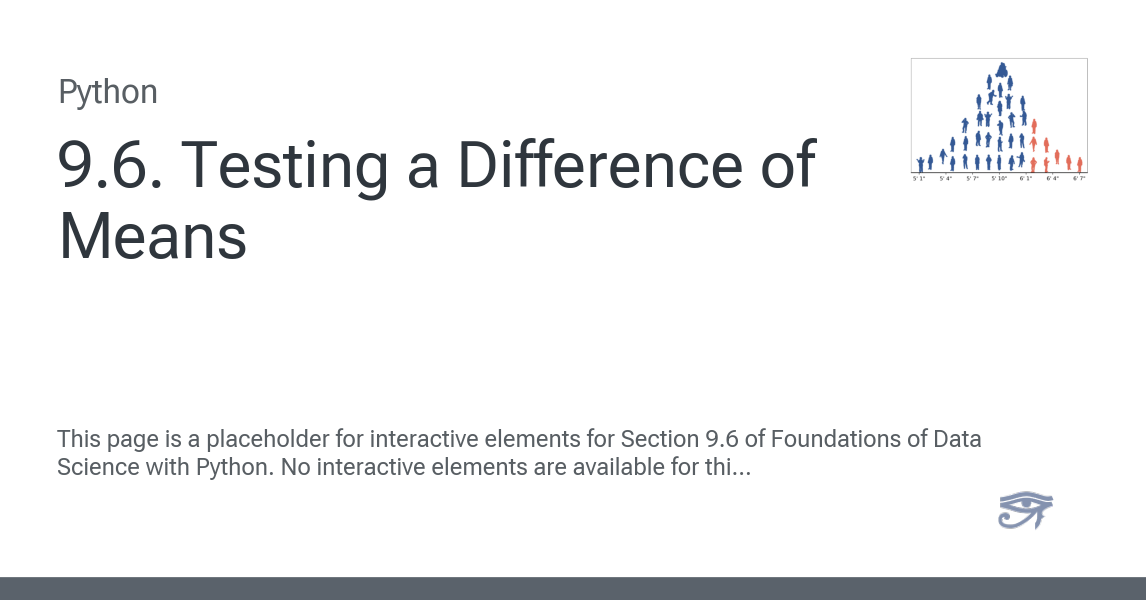 Python
9.6. Testing a Difference of
Means
5' 1" 5' 4" 5' 7" 5' 10" 6' 1" 6' 4" 6' 7"
This page is a placeholder for interactive elements for Section 9.6 of Foundations of Data
Science with Python. No interactive elements are available for thi...